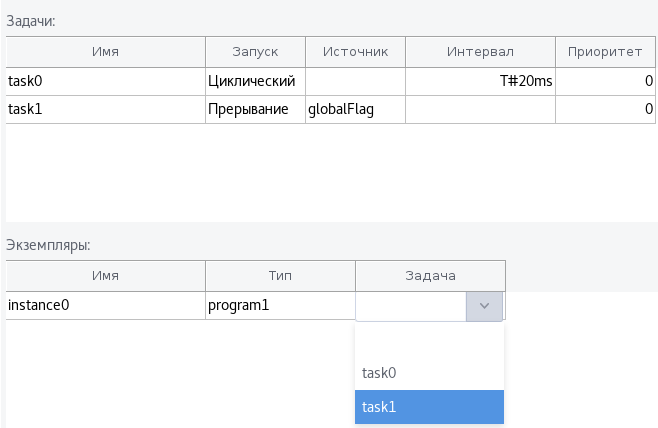 Задачи:
Имя Запуск Источник Интервал Приоритет
task0 Циклический T#20ms 0
task1 Прерывание globalFlag 0
Экземпляры:
Имя Тип Задача
instance0 program1
task0
task1